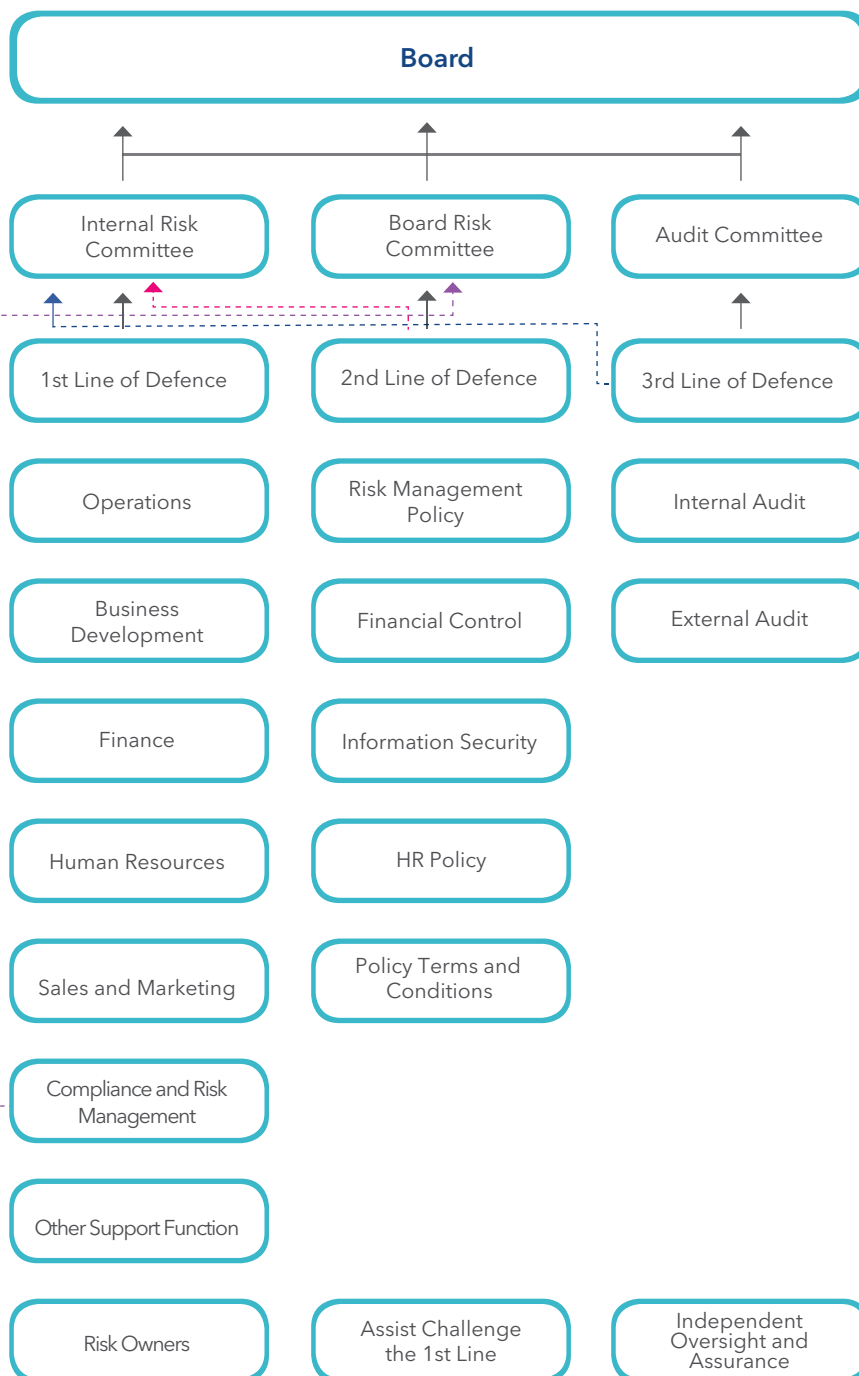 Board
Internal Risk
Committee
Board Risk
Committee
Audit Committee
1st Line of Defence
2nd Line of Defence
3rd Line of Defence
Operations
Risk Management
Policy
Internal Audit
Business
Development
Financial Control
External Audit
Finance
Information Security
Human Resources
HR Policy
Sales and Marketing
Policy Terms and
Conditions
Compliance and Risk
Management
Other Support Function
Risk Owners
Assist Challenge
the 1st Line
Independent
Oversight and
Assurance